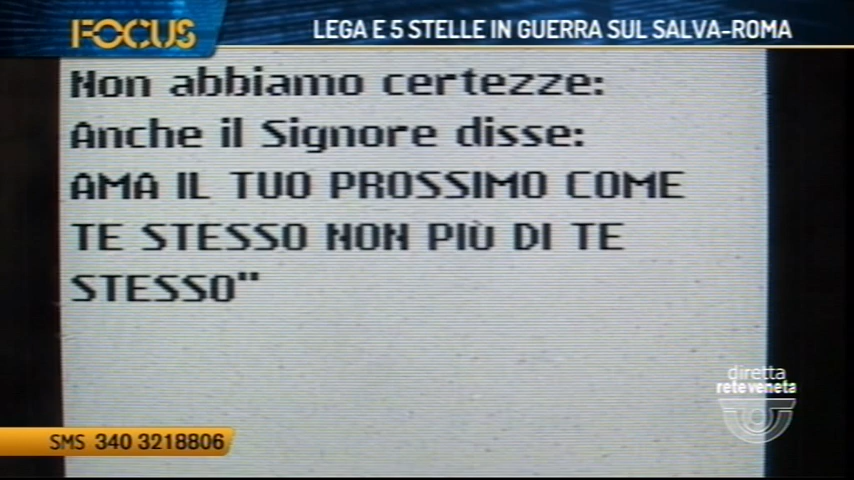 FOCUS
LEGA E 5 STELLE IN GUERRA SUL SALVA-ROMA
Non abbiamo certezze:
Anche il Signore disse:
AMA IL TUO PROSSIMO COME
TE STESSO NON PIÙ DI TE
STESSO"
diretta
reteveneta
SMS 340 3218806